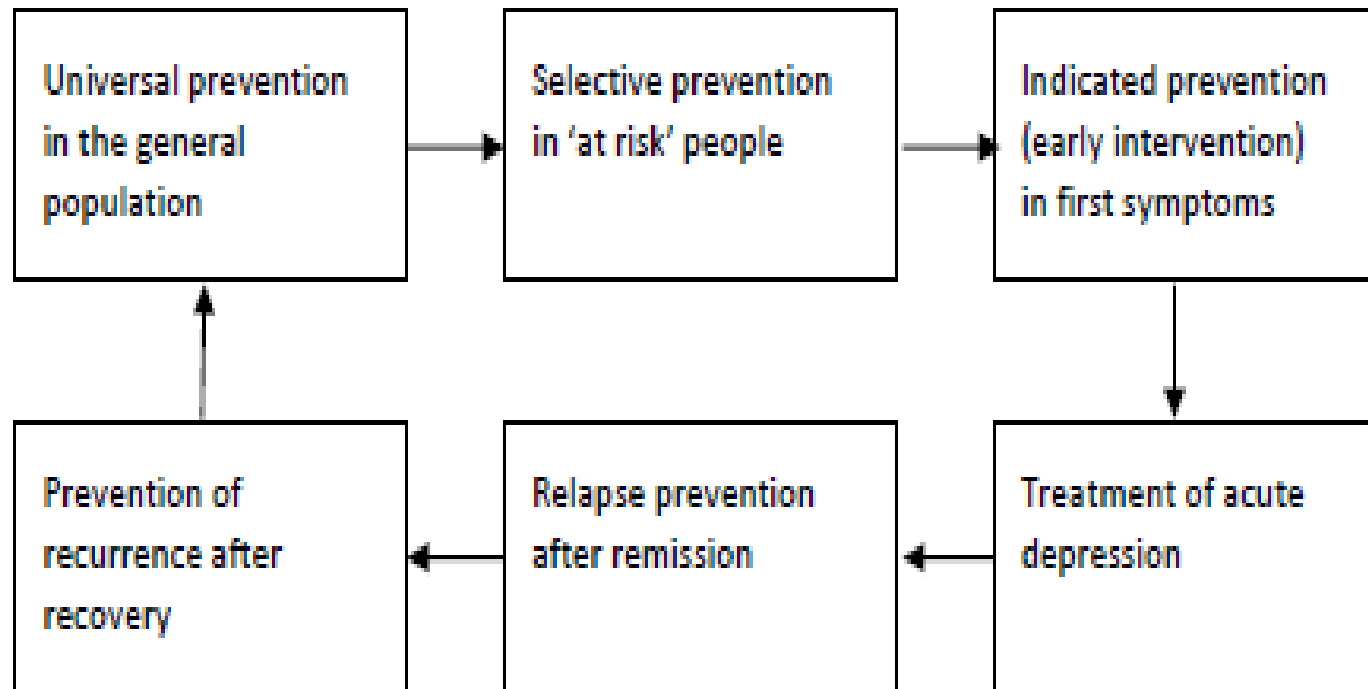 Universal prevention
in the general
population
Selective prevention
in ‘at risk’ people
Indicated prevention
(early intervention)
in first symptoms
Prevention of
recurrence after
recovery
Relapse prevention
after remission
Treatment of acute
depression